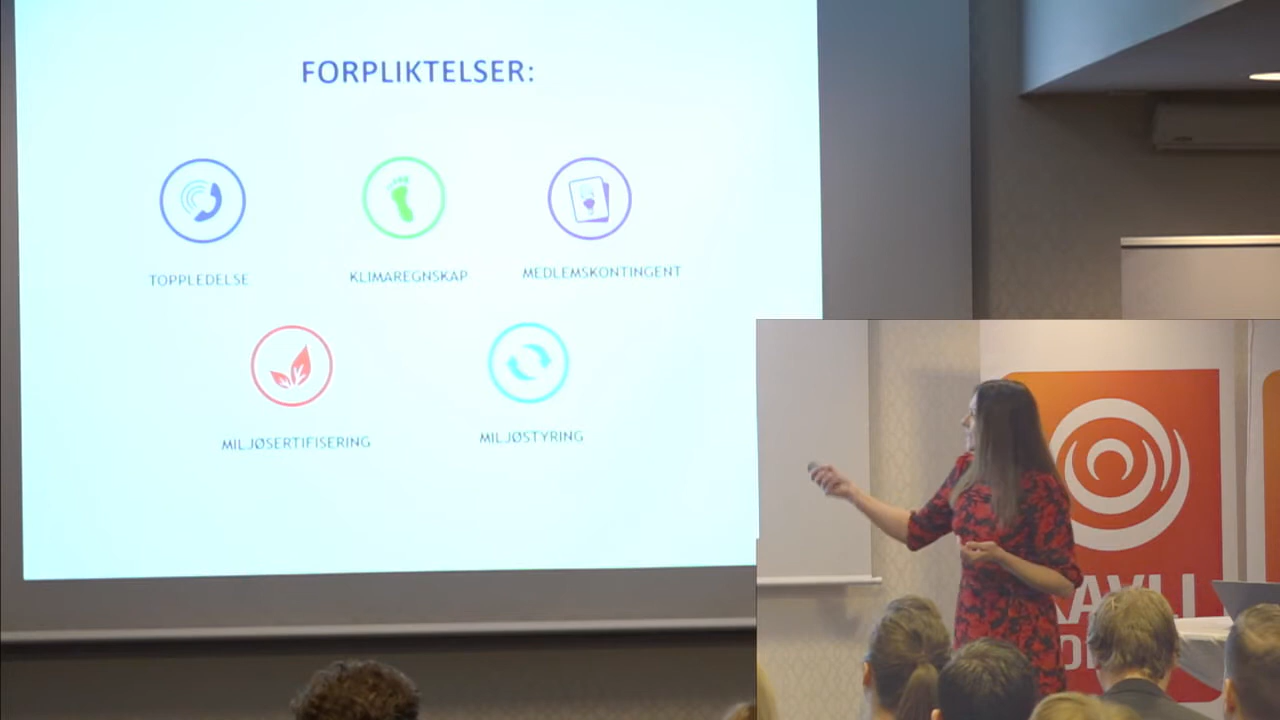 FORPLIKTELSER:
TOPPLEDELSE
KLIMAREGNSKAP
MEDLEMSKONTINGENT
MILJØSERTIFISERING
MILJØSTYRING